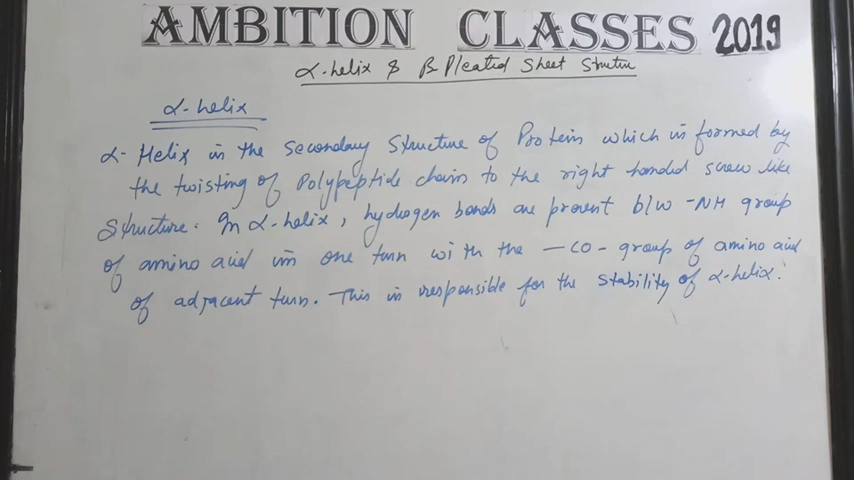 AMBITION CLASSES 2019
α-helix & β Pleated Sheet Structure
α-helix
α-Helix is the secondary Structure of Protein which is formed by
the twisting of Polypeptide chain to the right handed screw like
Structure. In α-helix, hydrogen bonds are present b/w -NH group
of amino acid in one turn with the -CO- group of amino acid
of adjacent turn. This is responsible for the Stability of α-helix.